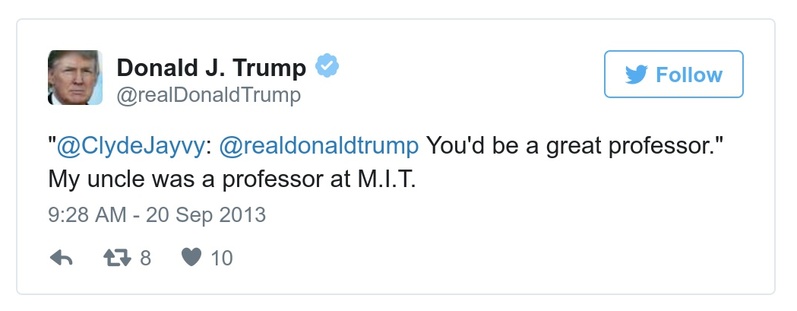 Donald J. Trump
@realDonaldTrump
Follow
"@ClydeJayvy: @realdonaldtrump You'd be a great professor."
My uncle was a professor at M.I.T.
9:28 AM - 20 Sep 2013
8 10